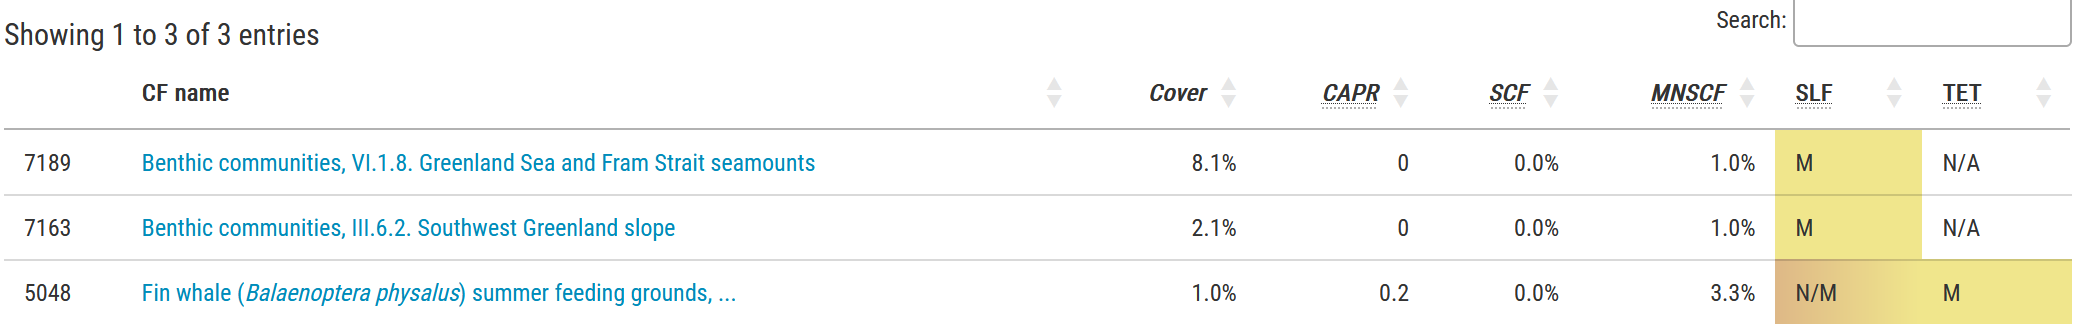 Search:
Showing 1 to 3 of 3 entries
CF name Cover CAPR SCF MNSCF SLF TET
7189 Benthic communities, VI.1.8. Greenland Sea and Fram Strait seamounts 8.1% 0 0.0% 1.0% M N/A
7163 Benthic communities, III.6.2. Southwest Greenland slope 2.1% 0 0.0% 1.0% M N/A
5048 Fin whale (Balaenoptera physalus) summer feeding grounds, ... 1.0% 0.2 0.0% 3.3% N/M M